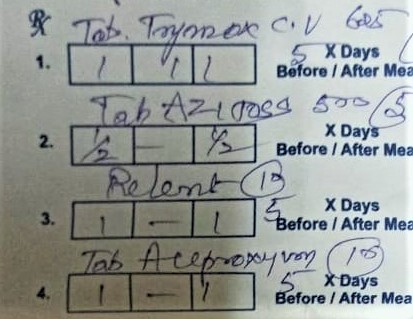 ℞ Tab. Trymox C.V 625
1. 1 1 1 5 X Days
Before / After Mea
Tab AZI 500 5
2. 1/2 — 1/2 X Days
Before / After Mea
Relent 10
3. 1 — 1 5 X Days
Before / After Mea
Tab Aceproxyvon 10
4. 1 — 1 5 X Days
Before / After Mea